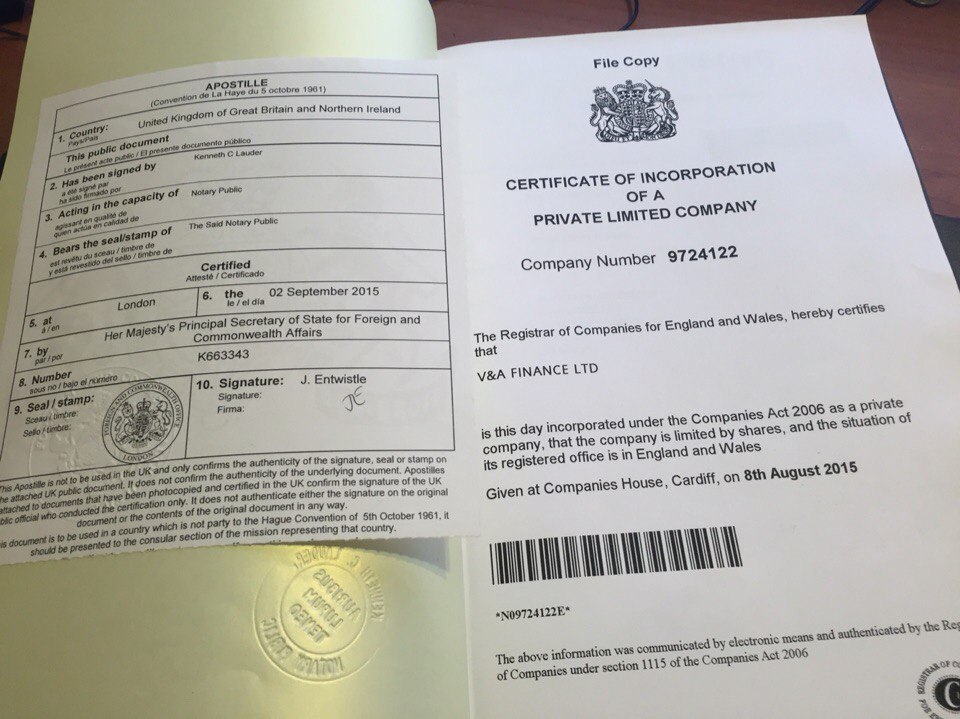 APOSTILLE
(Convention de La Haye du 5 octobre 1961)
1. Country:
Pays/País
United Kingdom of Great Britain and Northern Ireland
This public document
Le présent acte public / El presente documento público
2. Has been signed by
a été signé par
ha sido firmado por
Kenneth C Lauder
3. Acting in the capacity of
agissant en qualité de
quien actúa en calidad de
Notary Public
4. Bears the seal/stamp of
est revêtu du sceau / timbre de
y está revestido del sello / timbre de
The Said Notary Public
Certified
Attesté / Certificado
5. at
á / en
London
6. the
le / el día
02 September 2015
7. by
par / por
Her Majesty's Principal Secretary of State for Foreign and
Commonwealth Affairs
8. Number
sous no / bajo el número
K663343
9. Seal / stamp:
Sceau / timbre:
Sello / timbre:
FOREIGN AND COMMONWEALTH OFFICE
LONDON
10. Signature:
Signature:
Firma:
J. Entwistle
JE
This Apostille is not to be used in the UK and only confirms the authenticity of the signature, seal or stamp on
the attached UK public document. It does not confirm the authenticity of the underlying document. Apostilles
attached to documents that have been photocopied and certified in the UK confirm the signature of the UK
blic official who conducted the certification only. It does not authenticate either the signature on the original
document or the contents of the original document in any way.
is document is to be used in a country which is not party to the Hague Convention of 5th October 1961, it
should be presented to the consular section of the mission representing that country.
File Copy
CERTIFICATE OF INCORPORATION
OF A
PRIVATE LIMITED COMPANY
Company Number 9724122
The Registrar of Companies for England and Wales, hereby certifies
that
V&A FINANCE LTD
is this day incorporated under the Companies Act 2006 as a private
company, that the company is limited by shares, and the situation of
its registered office is in England and Wales
Given at Companies House, Cardiff, on 8th August 2015
*N09724122E*
The above information was communicated by electronic means and authenticated by the Reg
of Companies under section 1115 of the Companies Act 2006
REGISTRAR OF CO